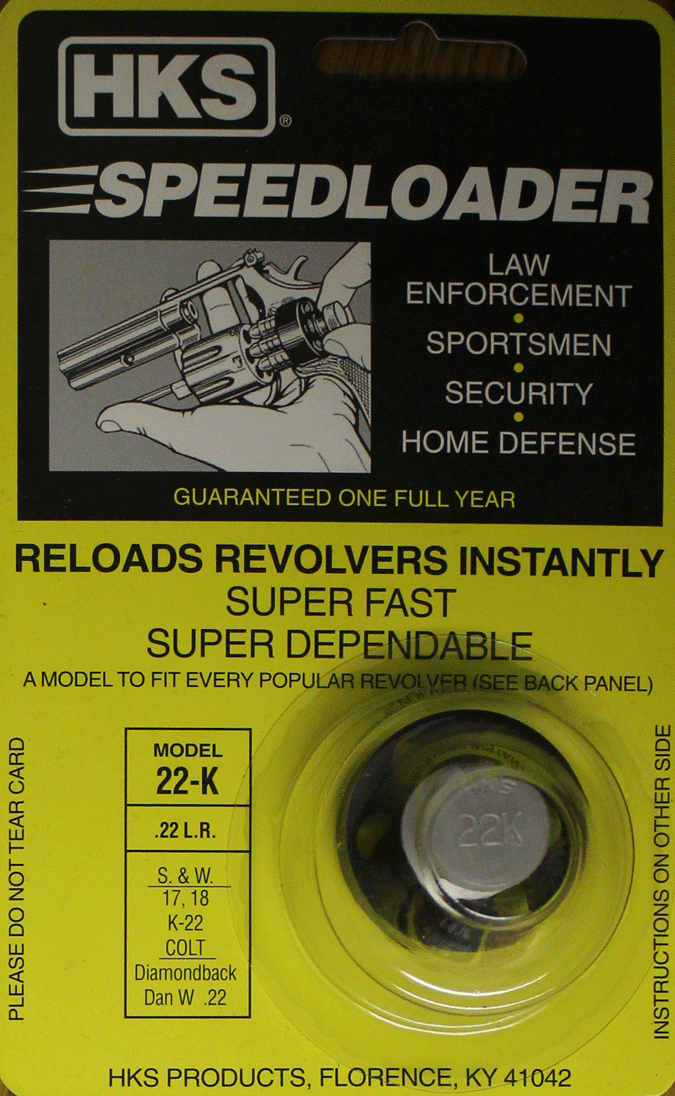 HKS
®
SPEEDLOADER
LAW
ENFORCEMENT
•
SPORTSMEN
•
SECURITY
•
HOME DEFENSE
GUARANTEED ONE FULL YEAR
RELOADS REVOLVERS INSTANTLY
SUPER FAST
SUPER DEPENDABLE
A MODEL TO FIT EVERY POPULAR REVOLVER (SEE BACK PANEL)
PLEASE DO NOT TEAR CARD
MODEL
22-K
.22 L.R.
S. & W.
17, 18
K-22
COLT
Diamondback
Dan W .22
HKS
22K
INSTRUCTIONS ON OTHER SIDE
HKS PRODUCTS, FLORENCE, KY 41042